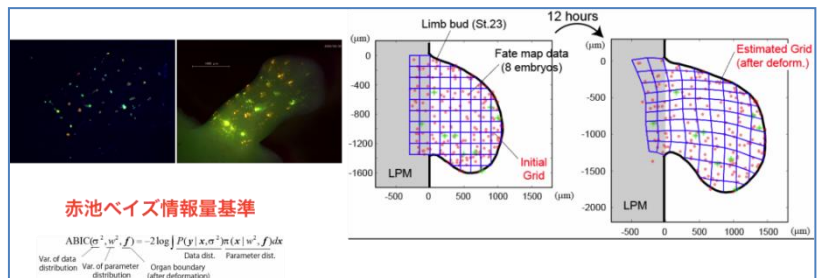 12 hours
Limb bud (St.23)
Fate map data
(8 embryos)
Estimated Grid
(after deform.)
(μm)
0
-400
-800
-1200
-1600
LPM
Initial
Grid
-500 0 500 1000 1500
(μm)
(μm)
0
-500
-1000
-1500
-2000
LPM
-500 0 500 1000 1500
(μm)
赤池ベイズ情報量基準
ABIC(σ², w², f) = -2log∫P(y | x, σ²)π(x | w², f)dx
Data dist. Parameter dist.
Var. of data
distribution
Var. of parameter
distribution
Organ boundary
(after deformation)